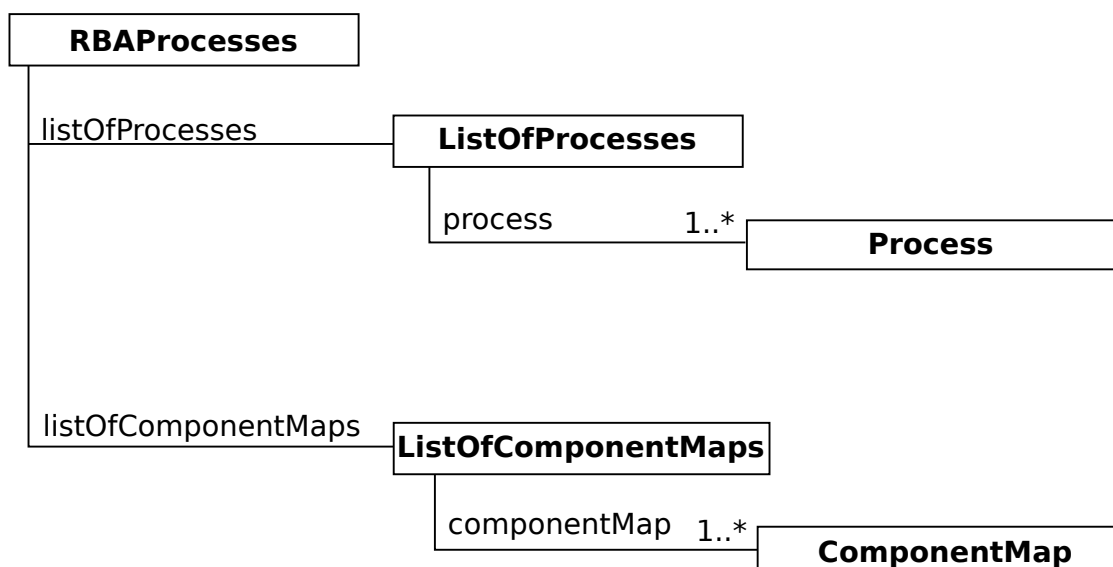 RBAProcesses
listOfProcesses
ListOfProcesses
process 1..*
Process
listOfComponentMaps
ListOfComponentMaps
componentMap 1..*
ComponentMap